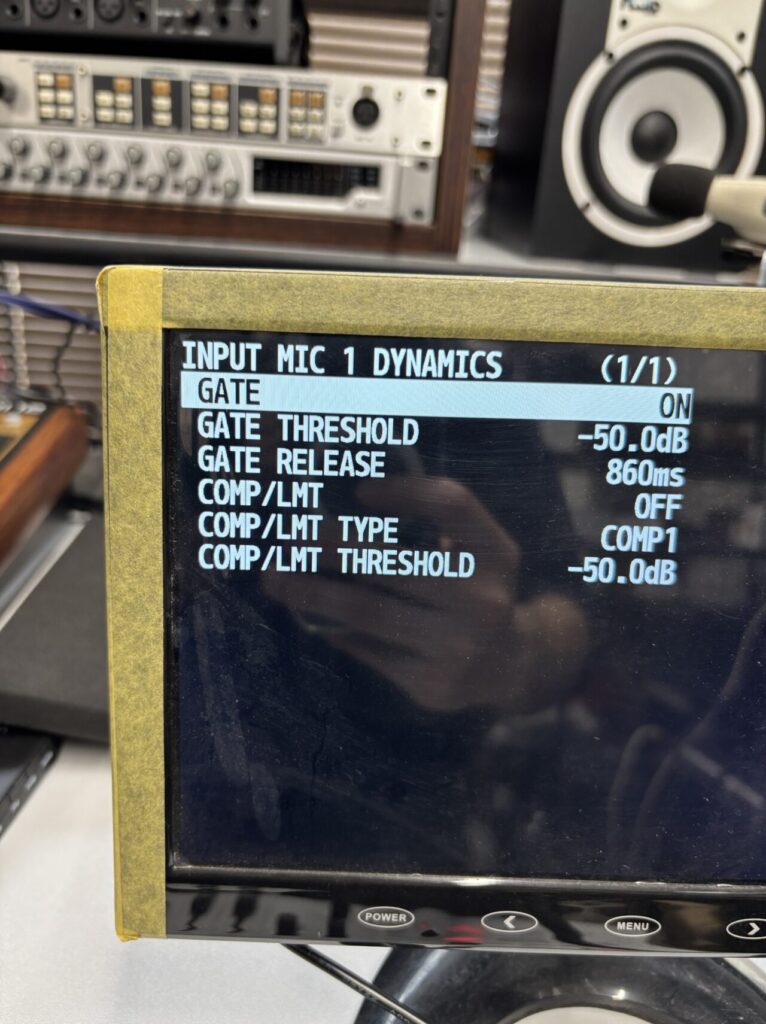 INPUT MIC 1 DYNAMICS (1/1)
GATE ON
GATE THRESHOLD -50.0dB
GATE RELEASE 860ms
COMP/LMT OFF
COMP/LMT TYPE COMP1
COMP/LMT THRESHOLD -50.0dB
POWER < MENU >